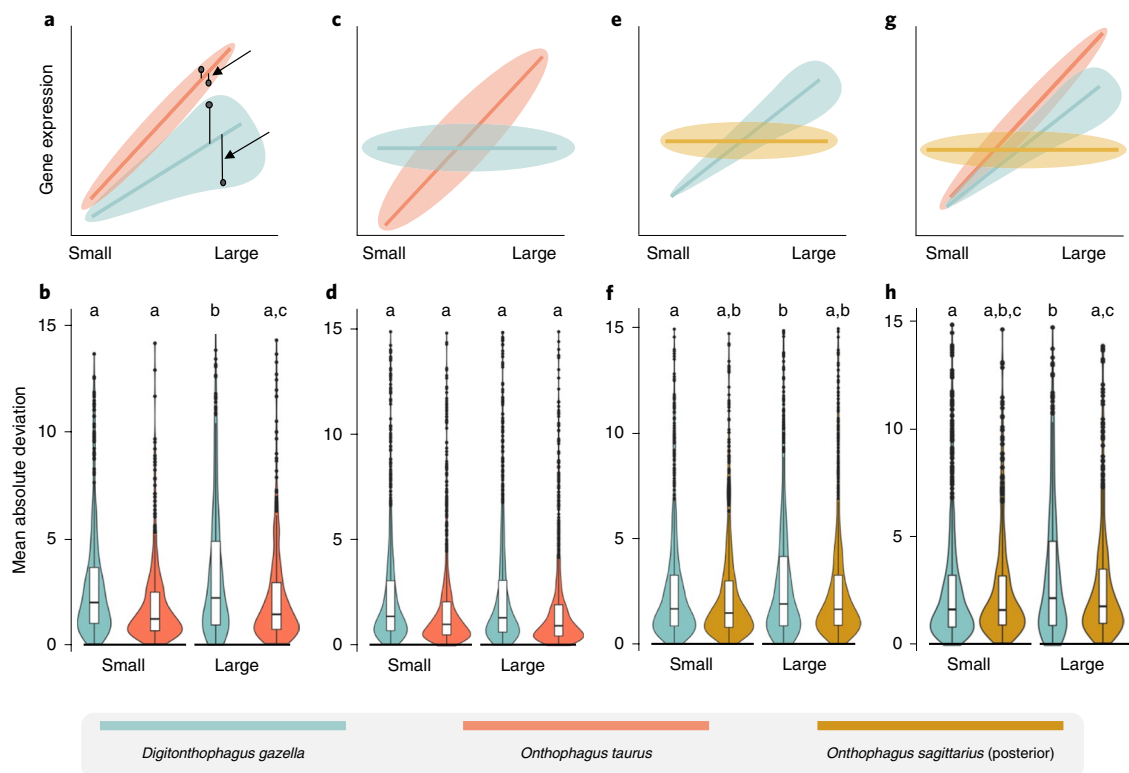 a
c
e
g
Gene expression
Small Large
Small Large
Small Large
Small Large
b
d
f
h
Mean absolute deviation
15
10
5
0
a a b a,c
Small Large
15
10
5
0
a a a a
Small Large
15
10
5
0
a a,b b a,b
Small Large
15
10
5
0
a a,b,c b a,c
Small Large
Digitonthophagus gazella
Onthophagus taurus
Onthophagus sagittarius (posterior)